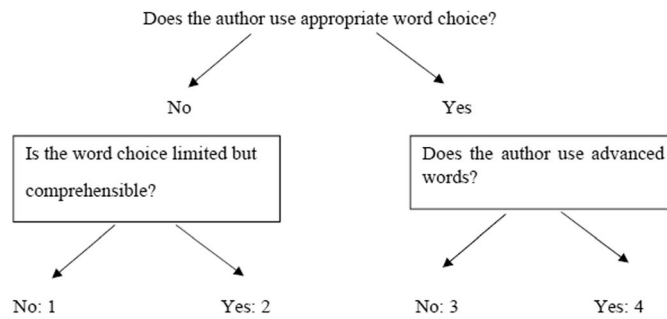 Does the author use appropriate word choice?
No
Yes
Is the word choice limited but
comprehensible?
Does the author use advanced
words?
No: 1
Yes: 2
No: 3
Yes: 4